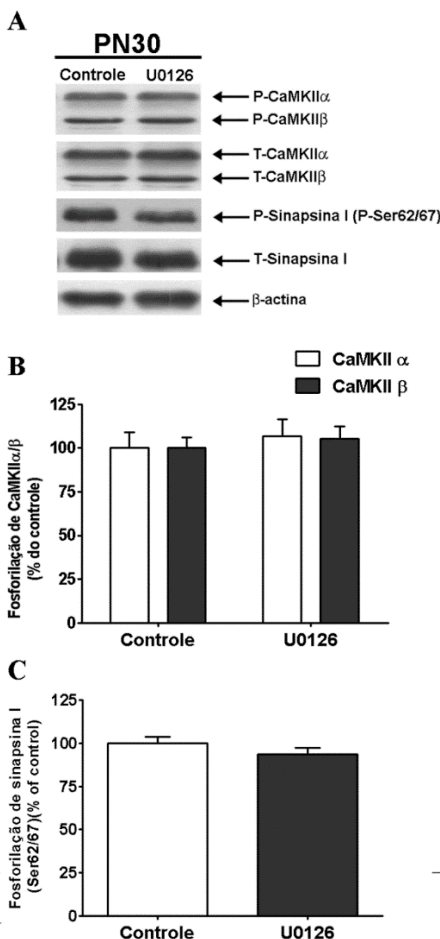 A
PN30
Controle U0126
P-CaMKIIα
P-CaMKIIβ
T-CaMKIIα
T-CaMKIIβ
P-Sinapsina I (P-Ser62/67)
T-Sinapsina I
β-actina
B
CaMKII α
CaMKII β
Fosforilação de CaMKIIα/β
(% do controle)
125
100
75
50
25
0
Controle U0126
C
Fosforilação de sinapsina I
(Ser62/67)(% of control)
125
100
75
50
25
0
Controle U0126